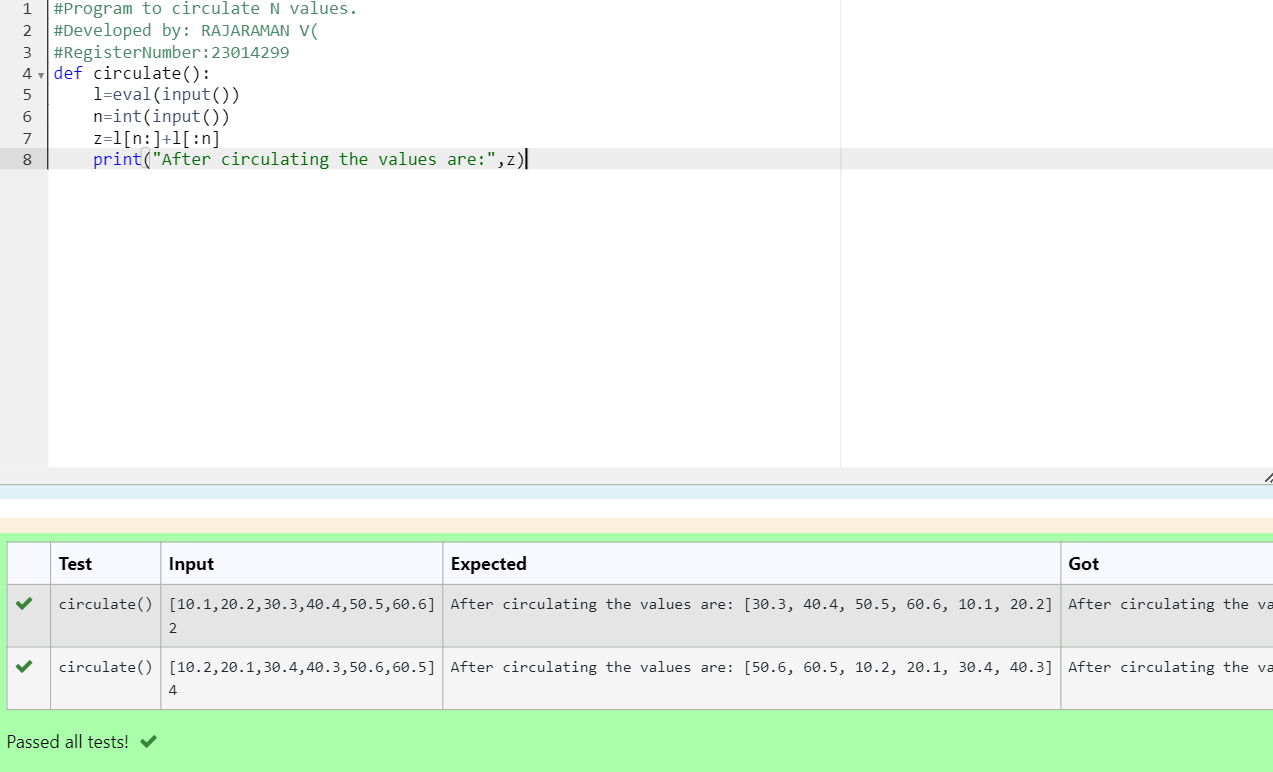 1 #Program to circulate N values.
2 #Developed by: RAJARAMAN V(
3 #RegisterNumber:23014299
4 def circulate():
5     l=eval(input())
6     n=int(input())
7     z=l[n:]+l[:n]
8     print("After circulating the values are:",z)
Test Input Expected Got
circulate() [10.1,20.2,30.3,40.4,50.5,60.6] After circulating the values are: [30.3, 40.4, 50.5, 60.6, 10.1, 20.2] After circulating the va
2
circulate() [10.2,20.1,30.4,40.3,50.6,60.5] After circulating the values are: [50.6, 60.5, 10.2, 20.1, 30.4, 40.3] After circulating the va
4
Passed all tests!